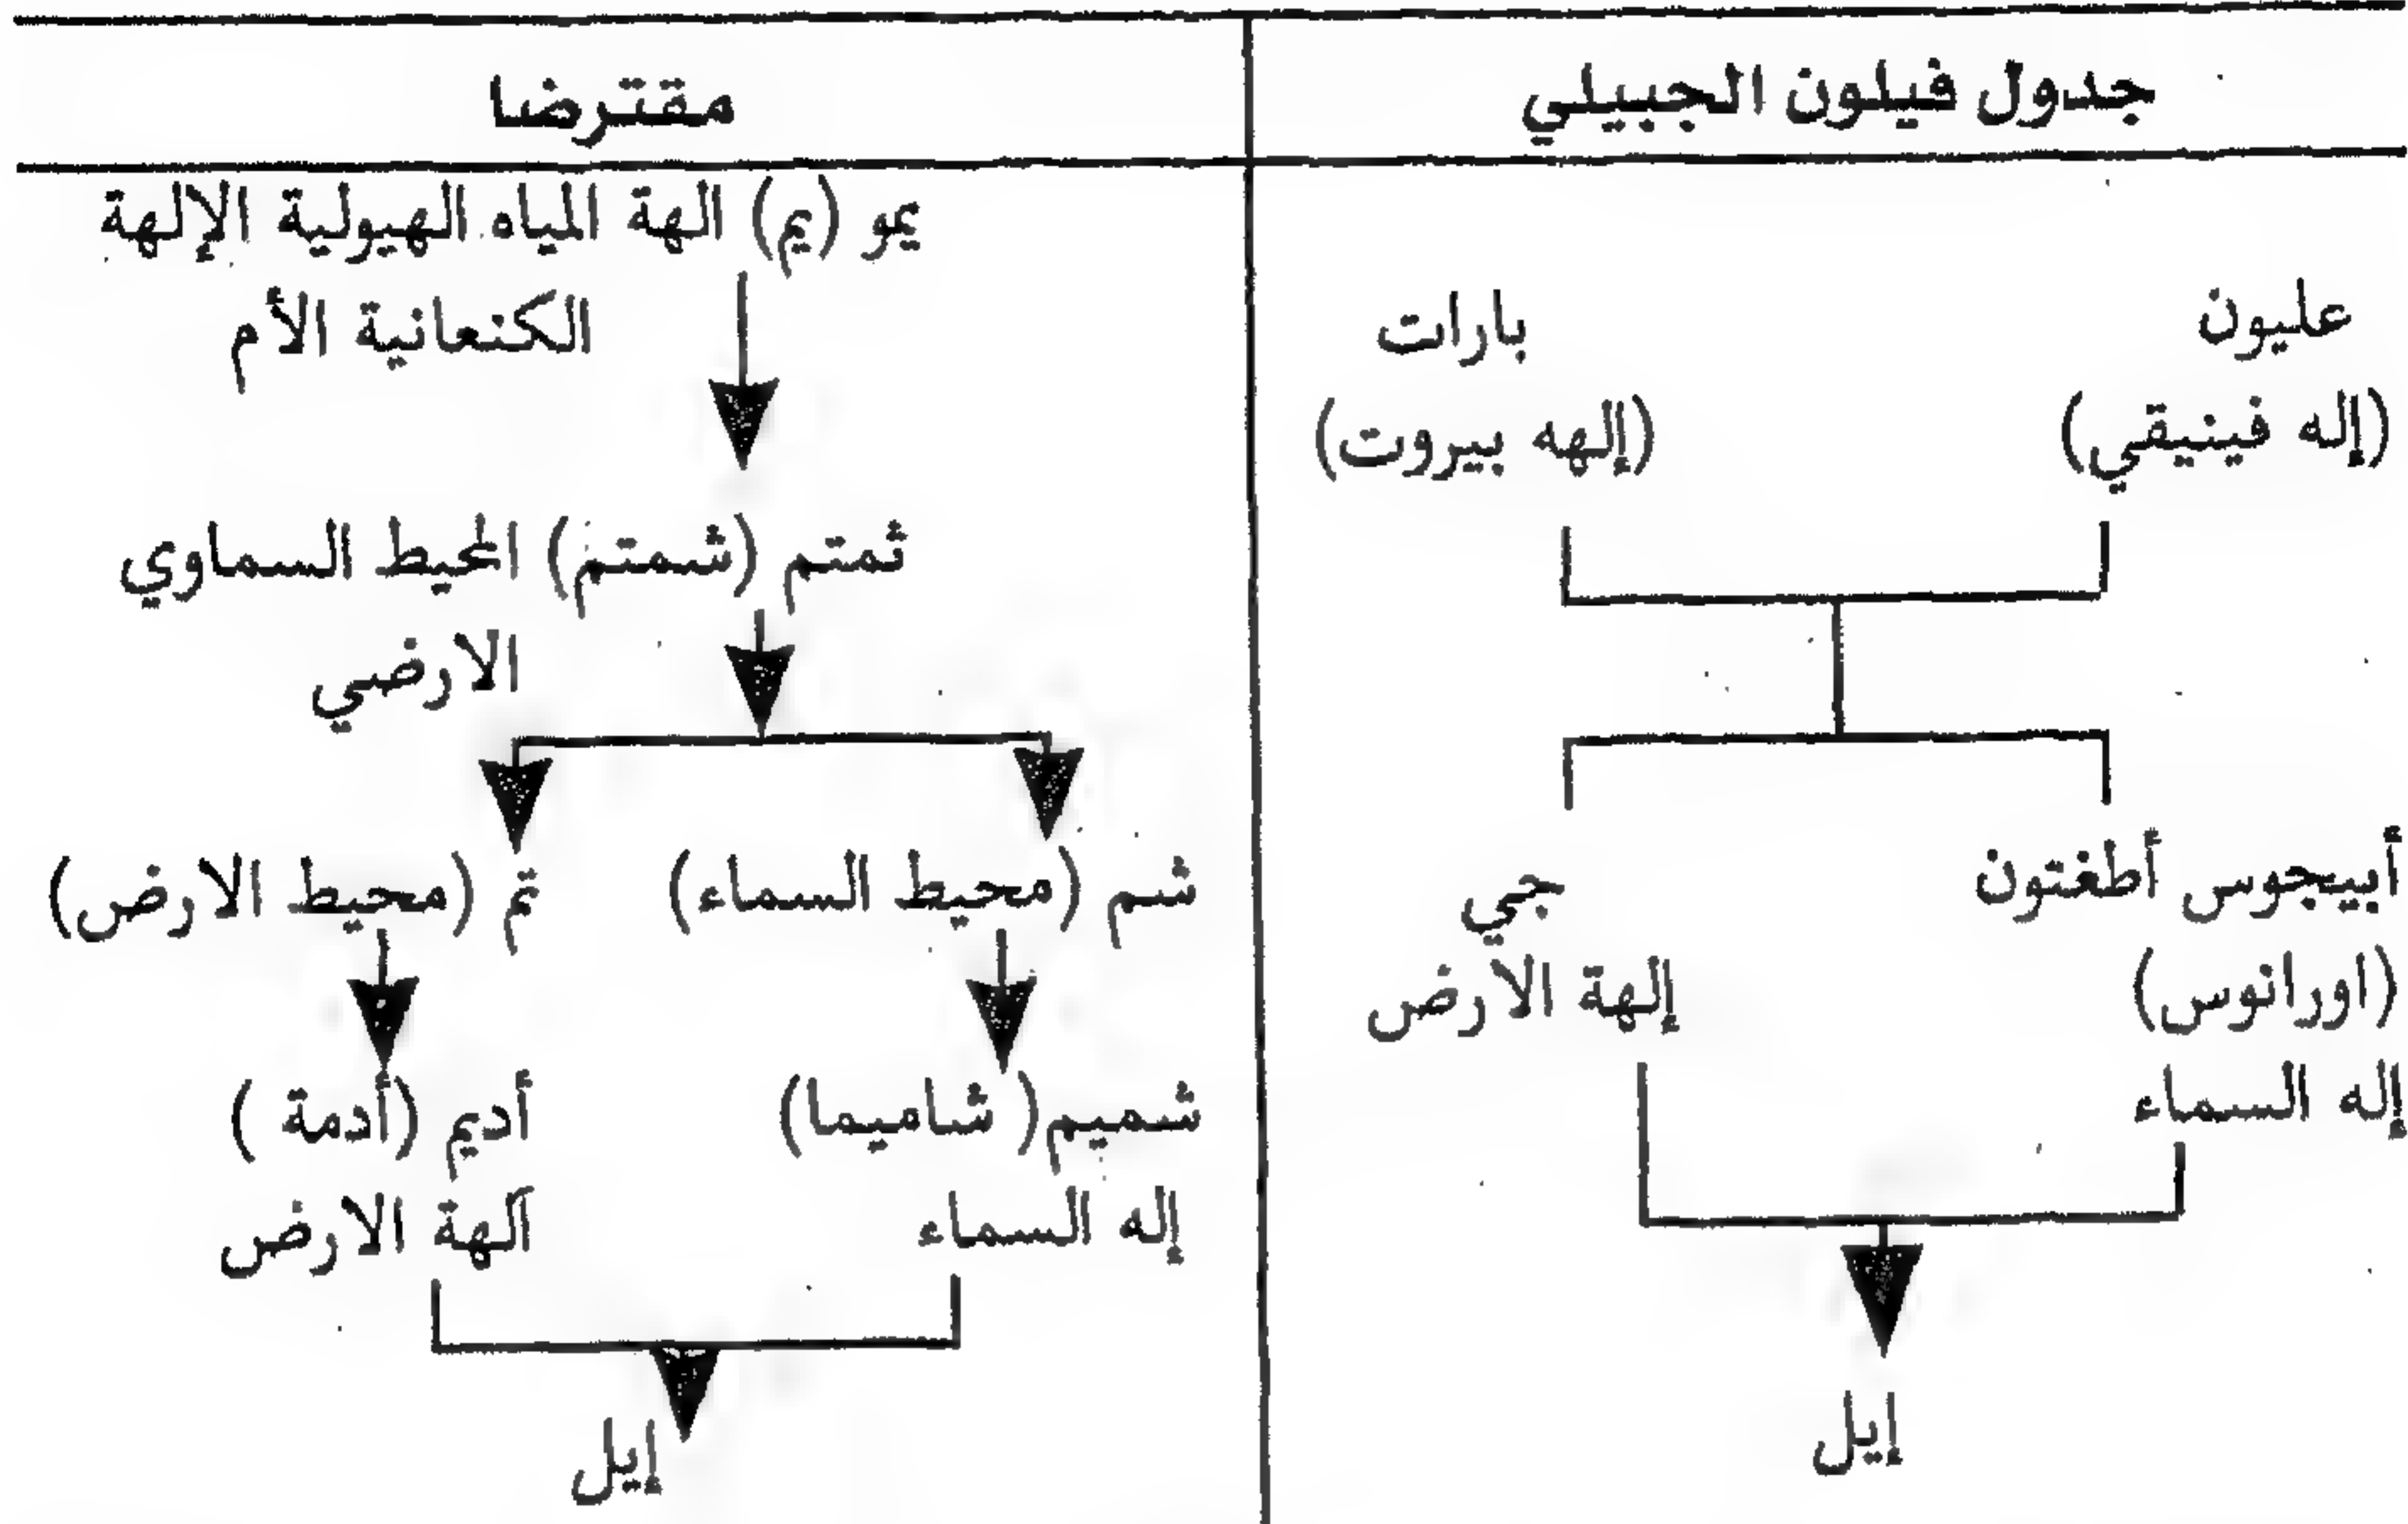 جدول فيلون الجبيلي
عليون
بارات
(إله فينيقي)
(إلهه بيروت)
أبيجوس أطغتون
جي
(اورانوس)
إلهة الارض
إله السماء
إيل
مقترضا
يمو (يم) الهة المياه الهيولية الإلهة
الكنعانية الأم
ثمتم (شمتم) المحيط السماوي
الارضي
شم (محيط السماء)
تم (محيط الارض)
شميم (شاميما)
أديم (أدمة )
إله السماء
آلهة الارض
إيل